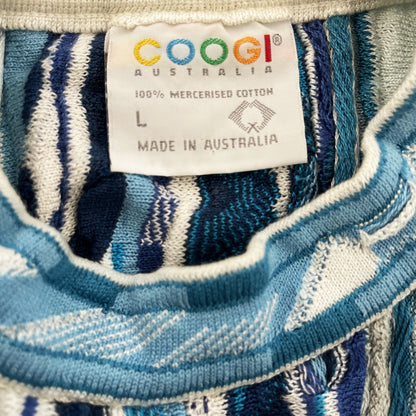 COOGI®
AUSTRALIA
100% MERCERISED COTTON
L
MADE IN AUSTRALIA